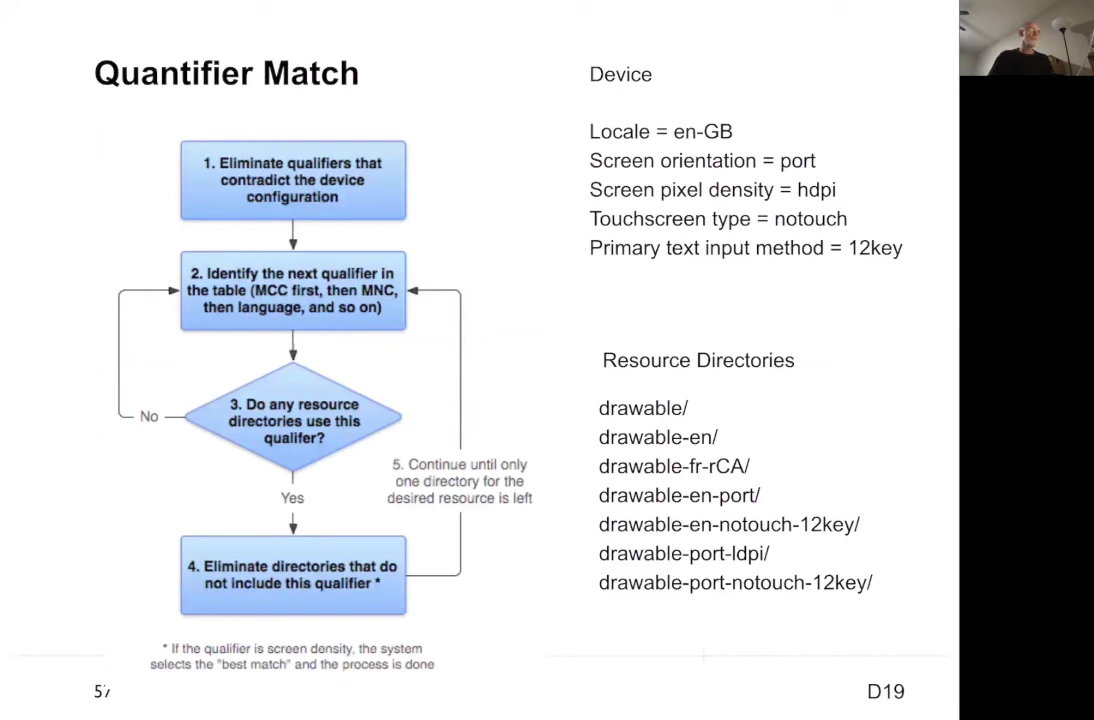 Quantifier Match
1. Eliminate qualifiers that
contradict the device
configuration
2. Identify the next qualifier in
the table (MCC first, then MNC,
then language, and so on)
3. Do any resource
directories use this
qualifer?
No
Yes
5. Continue until only
one directory for the
desired resource is left
4. Eliminate directories that do
not include this qualifier *
* If the qualifier is screen density, the system
selects the "best match" and the process is done
Device
Locale = en-GB
Screen orientation = port
Screen pixel density = hdpi
Touchscreen type = notouch
Primary text input method = 12key
Resource Directories
drawable/
drawable-en/
drawable-fr-rCA/
drawable-en-port/
drawable-en-notouch-12key/
drawable-port-ldpi/
drawable-port-notouch-12key/
57
D19